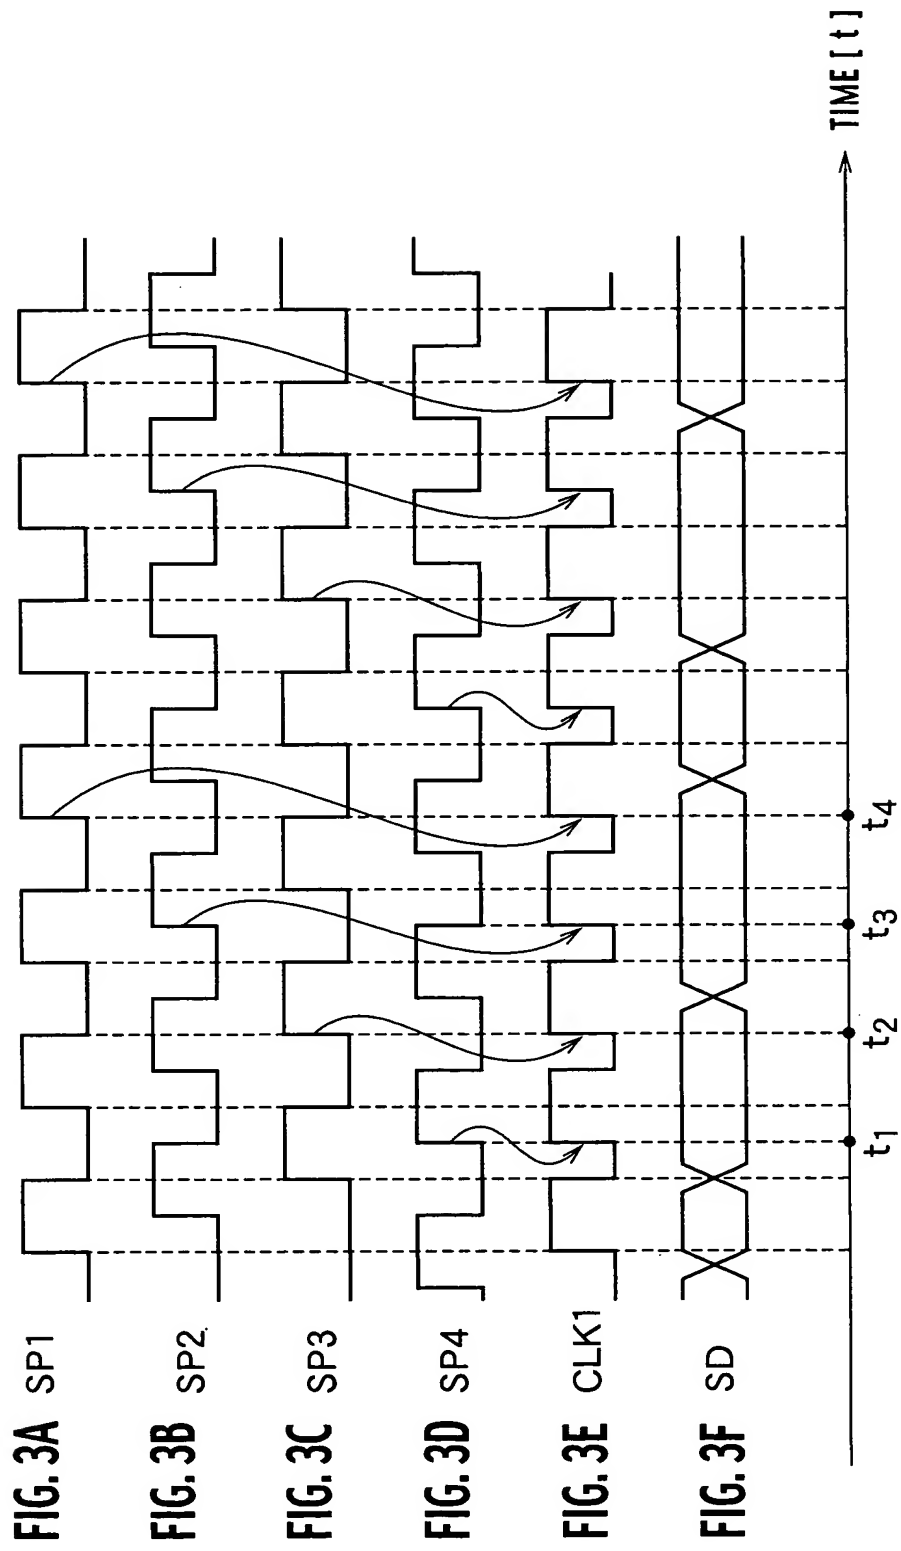 FIG. 3A SP1
FIG. 3B SP2
FIG. 3C SP3
FIG. 3D SP4
FIG. 3E CLK1
FIG. 3F SD
t1 t2 t3 t4
TIME [t]